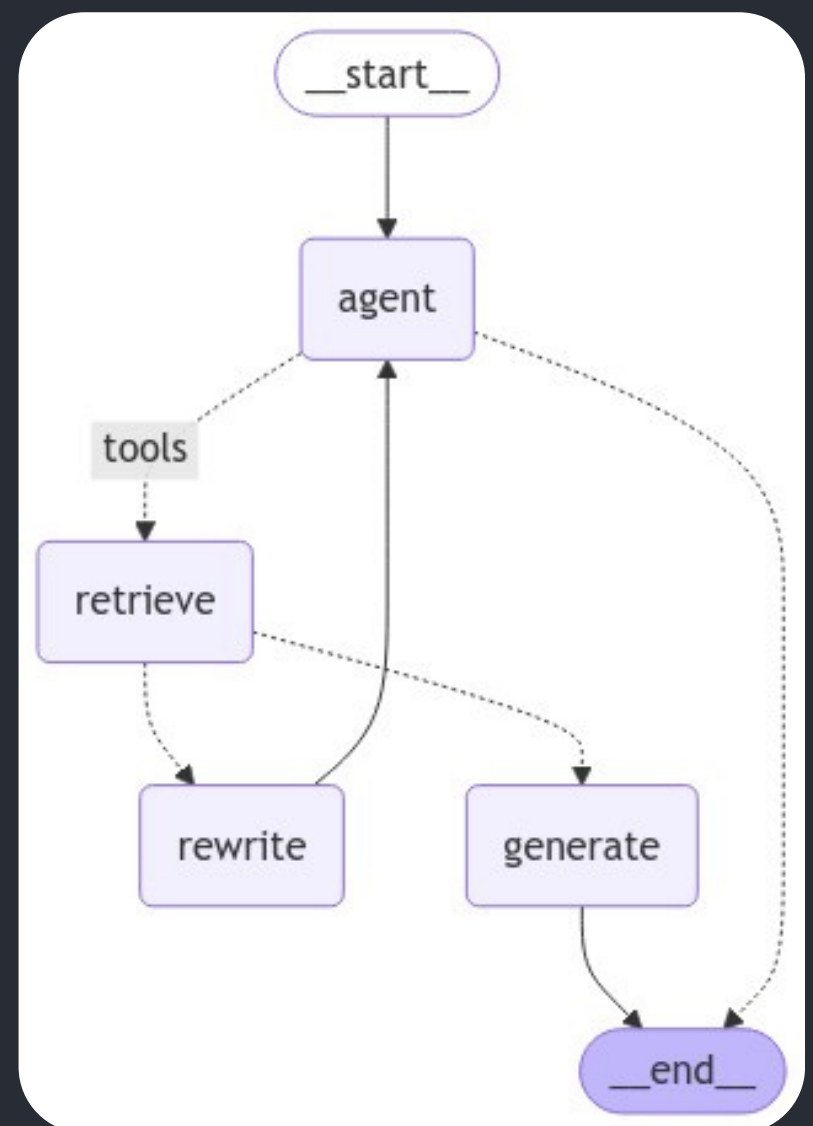 __start__
agent
tools
retrieve
rewrite
generate
__end__